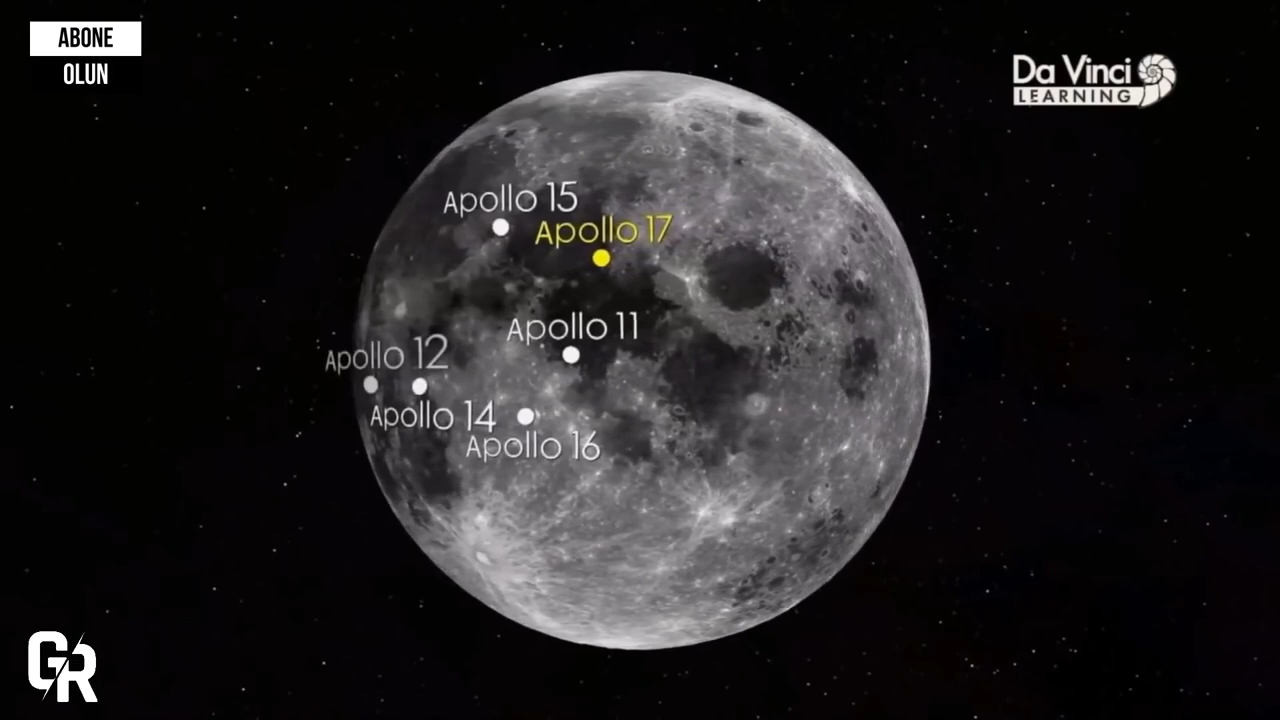 ABONE
OLUN
Da Vinci
LEARNING
Apollo 15
Apollo 17
Apollo 11
Apollo 12
Apollo 14
Apollo 16
GR